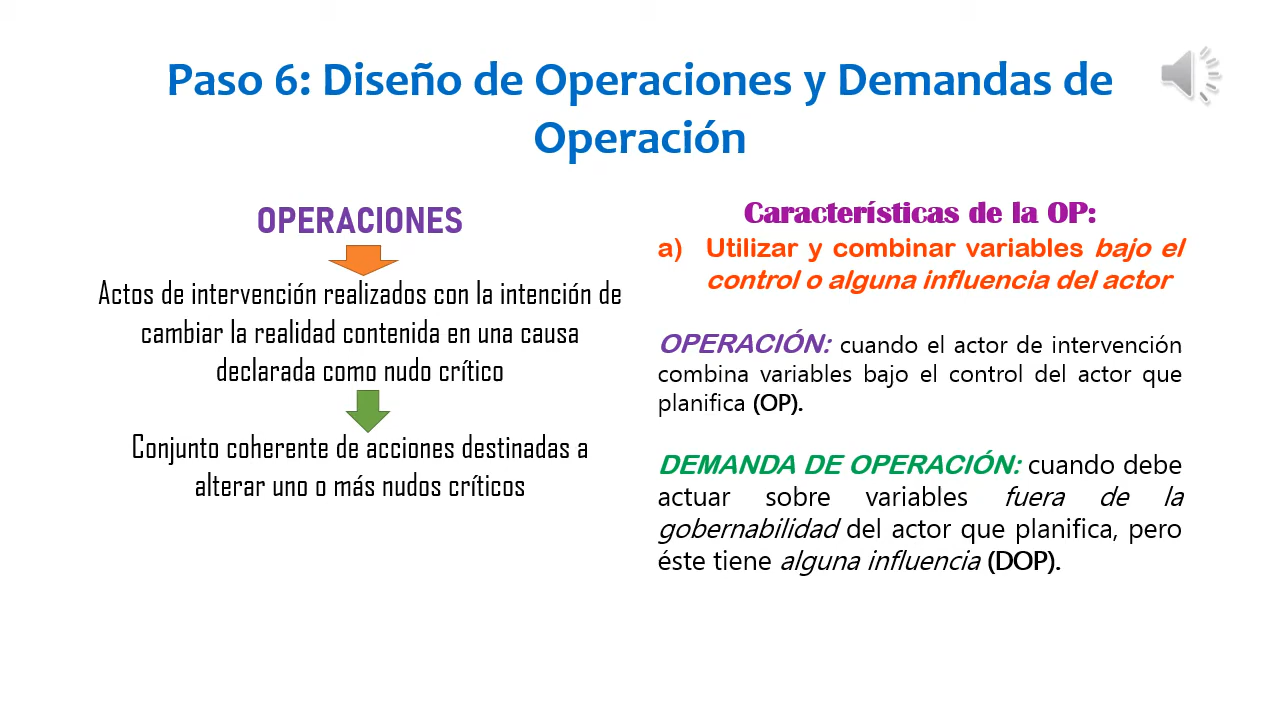 Paso 6: Diseño de Operaciones y Demandas de
Operación
OPERACIONES
Actos de intervención realizados con la intención de
cambiar la realidad contenida en una causa
declarada como nudo crítico
Conjunto coherente de acciones destinadas a
alterar uno o más nudos críticos
Características de la OP:
a) Utilizar y combinar variables bajo el
control o alguna influencia del actor
OPERACIÓN: cuando el actor de intervención
combina variables bajo el control del actor que
planifica (OP).
DEMANDA DE OPERACIÓN: cuando debe
actuar sobre variables fuera de la
gobernabilidad del actor que planifica, pero
éste tiene alguna influencia (DOP).